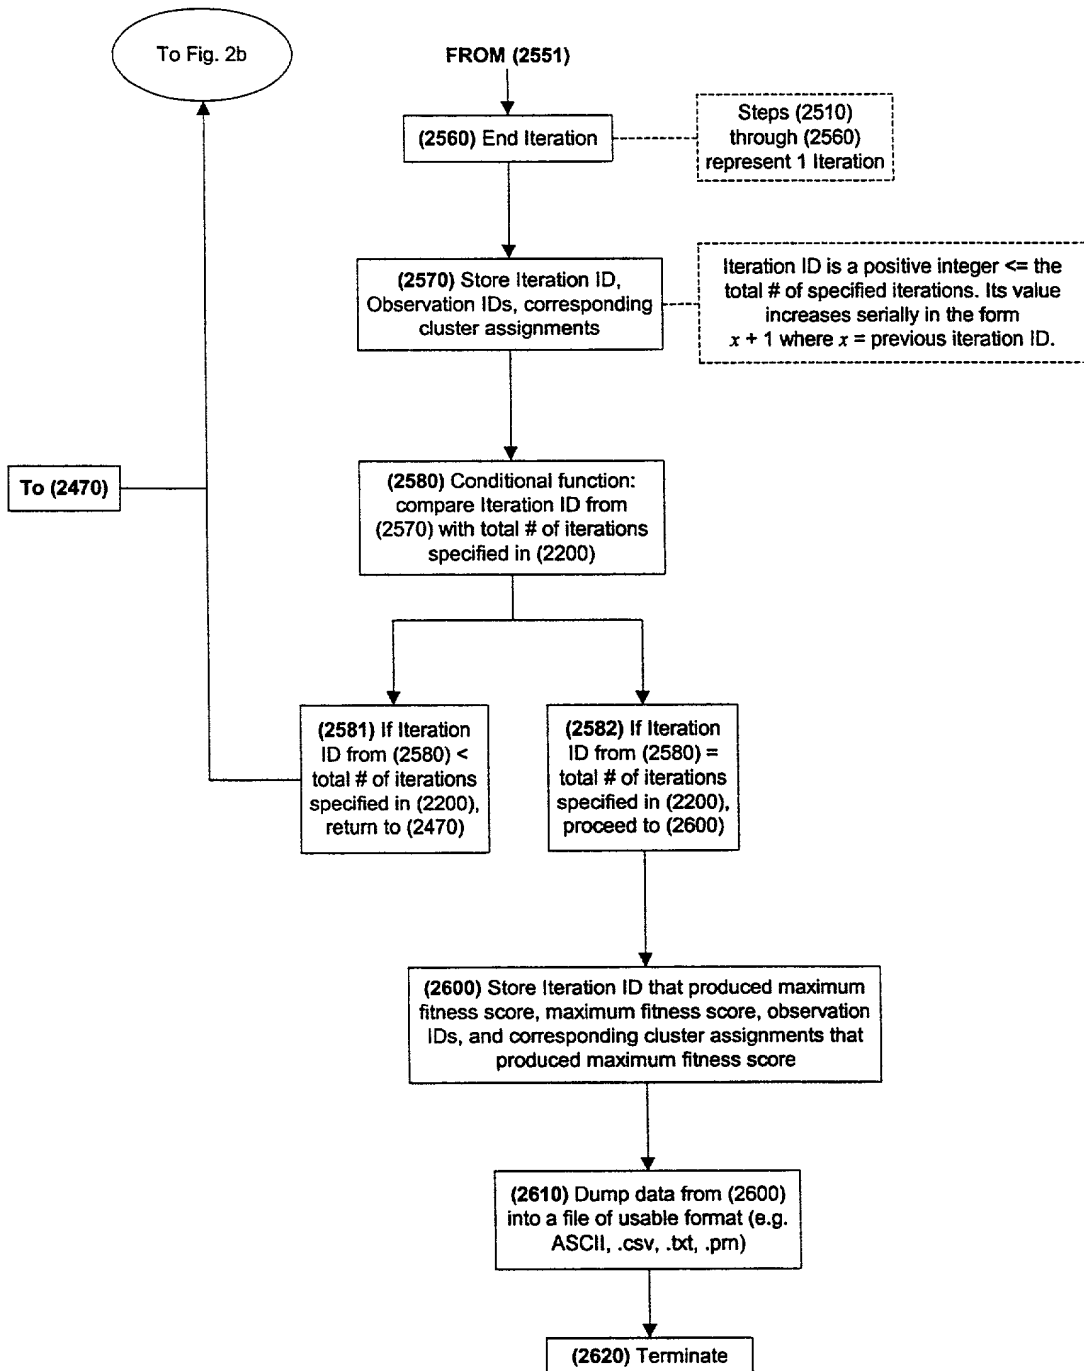 To Fig. 2b
FROM (2551)
(2560) End Iteration
Steps (2510)
through (2560)
represent 1 Iteration
(2570) Store Iteration ID,
Observation IDs, corresponding
cluster assignments
Iteration ID is a positive integer <= the
total # of specified iterations. Its value
increases serially in the form
x + 1 where x = previous iteration ID.
To (2470)
(2580) Conditional function:
compare Iteration ID from
(2570) with total # of iterations
specified in (2200)
(2581) If Iteration
ID from (2580) <
total # of iterations
specified in (2200),
return to (2470)
(2582) If Iteration
ID from (2580) =
total # of iterations
specified in (2200),
proceed to (2600)
(2600) Store Iteration ID that produced maximum
fitness score, maximum fitness score, observation
IDs, and corresponding cluster assignments that
produced maximum fitness score
(2610) Dump data from (2600)
into a file of usable format (e.g.
ASCII, .csv, .txt, .prn)
(2620) Terminate